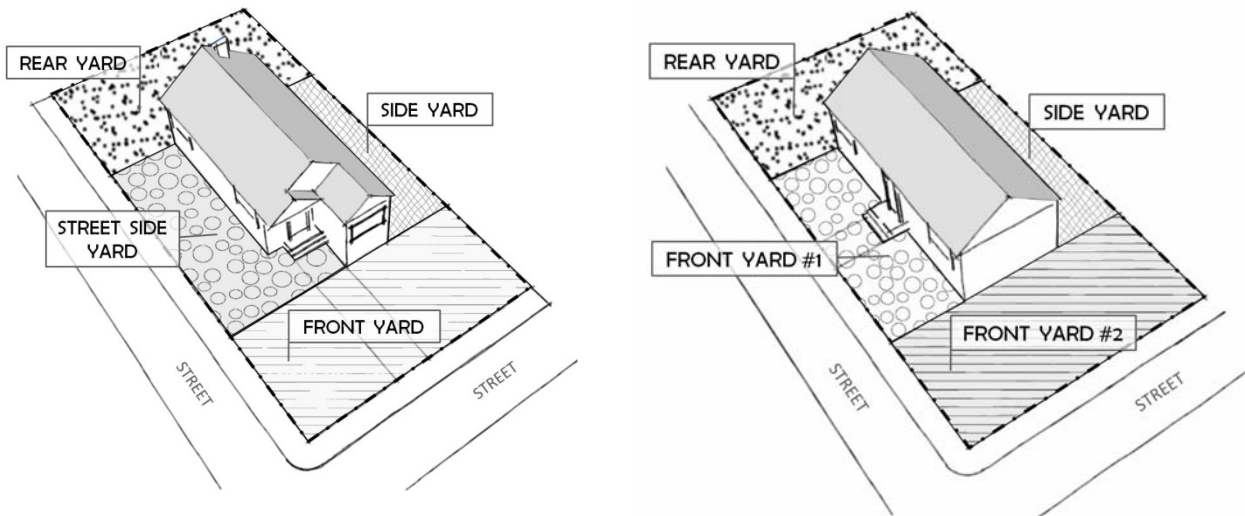 REAR YARD
SIDE YARD
STREET SIDE
YARD
FRONT YARD
STREET
STREET
REAR YARD
SIDE YARD
FRONT YARD #1
FRONT YARD #2
STREET
STREET